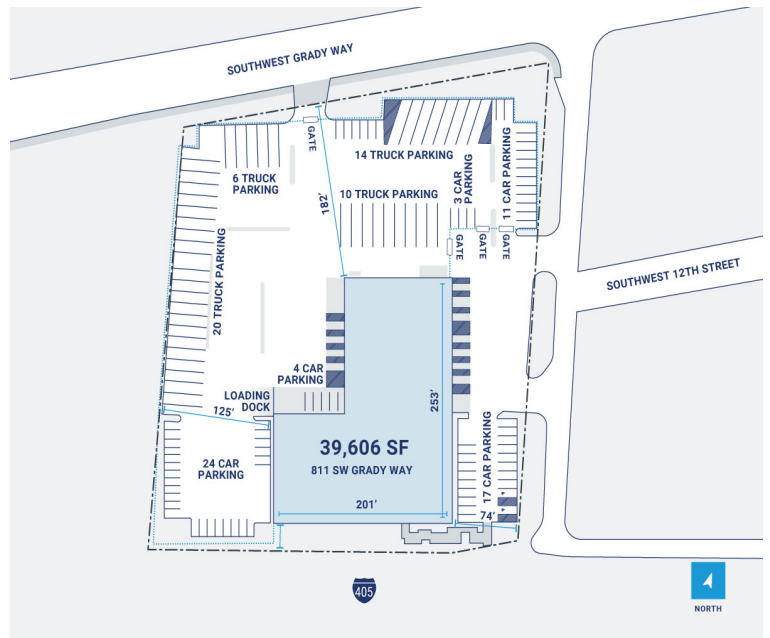 SOUTHWEST GRADY WAY
GATE
14 TRUCK PARKING
6 TRUCK
PARKING
10 TRUCK PARKING
3 CAR
PARKING
11 CAR PARKING
182'
GATE
GATE
GATE
SOUTHWEST 12TH STREET
20 TRUCK PARKING
4 CAR
PARKING
LOADING
DOCK
125'
253'
24 CAR
PARKING
39,606 SF
811 SW GRADY WAY
201'
17 CAR PARKING
74'
405
NORTH